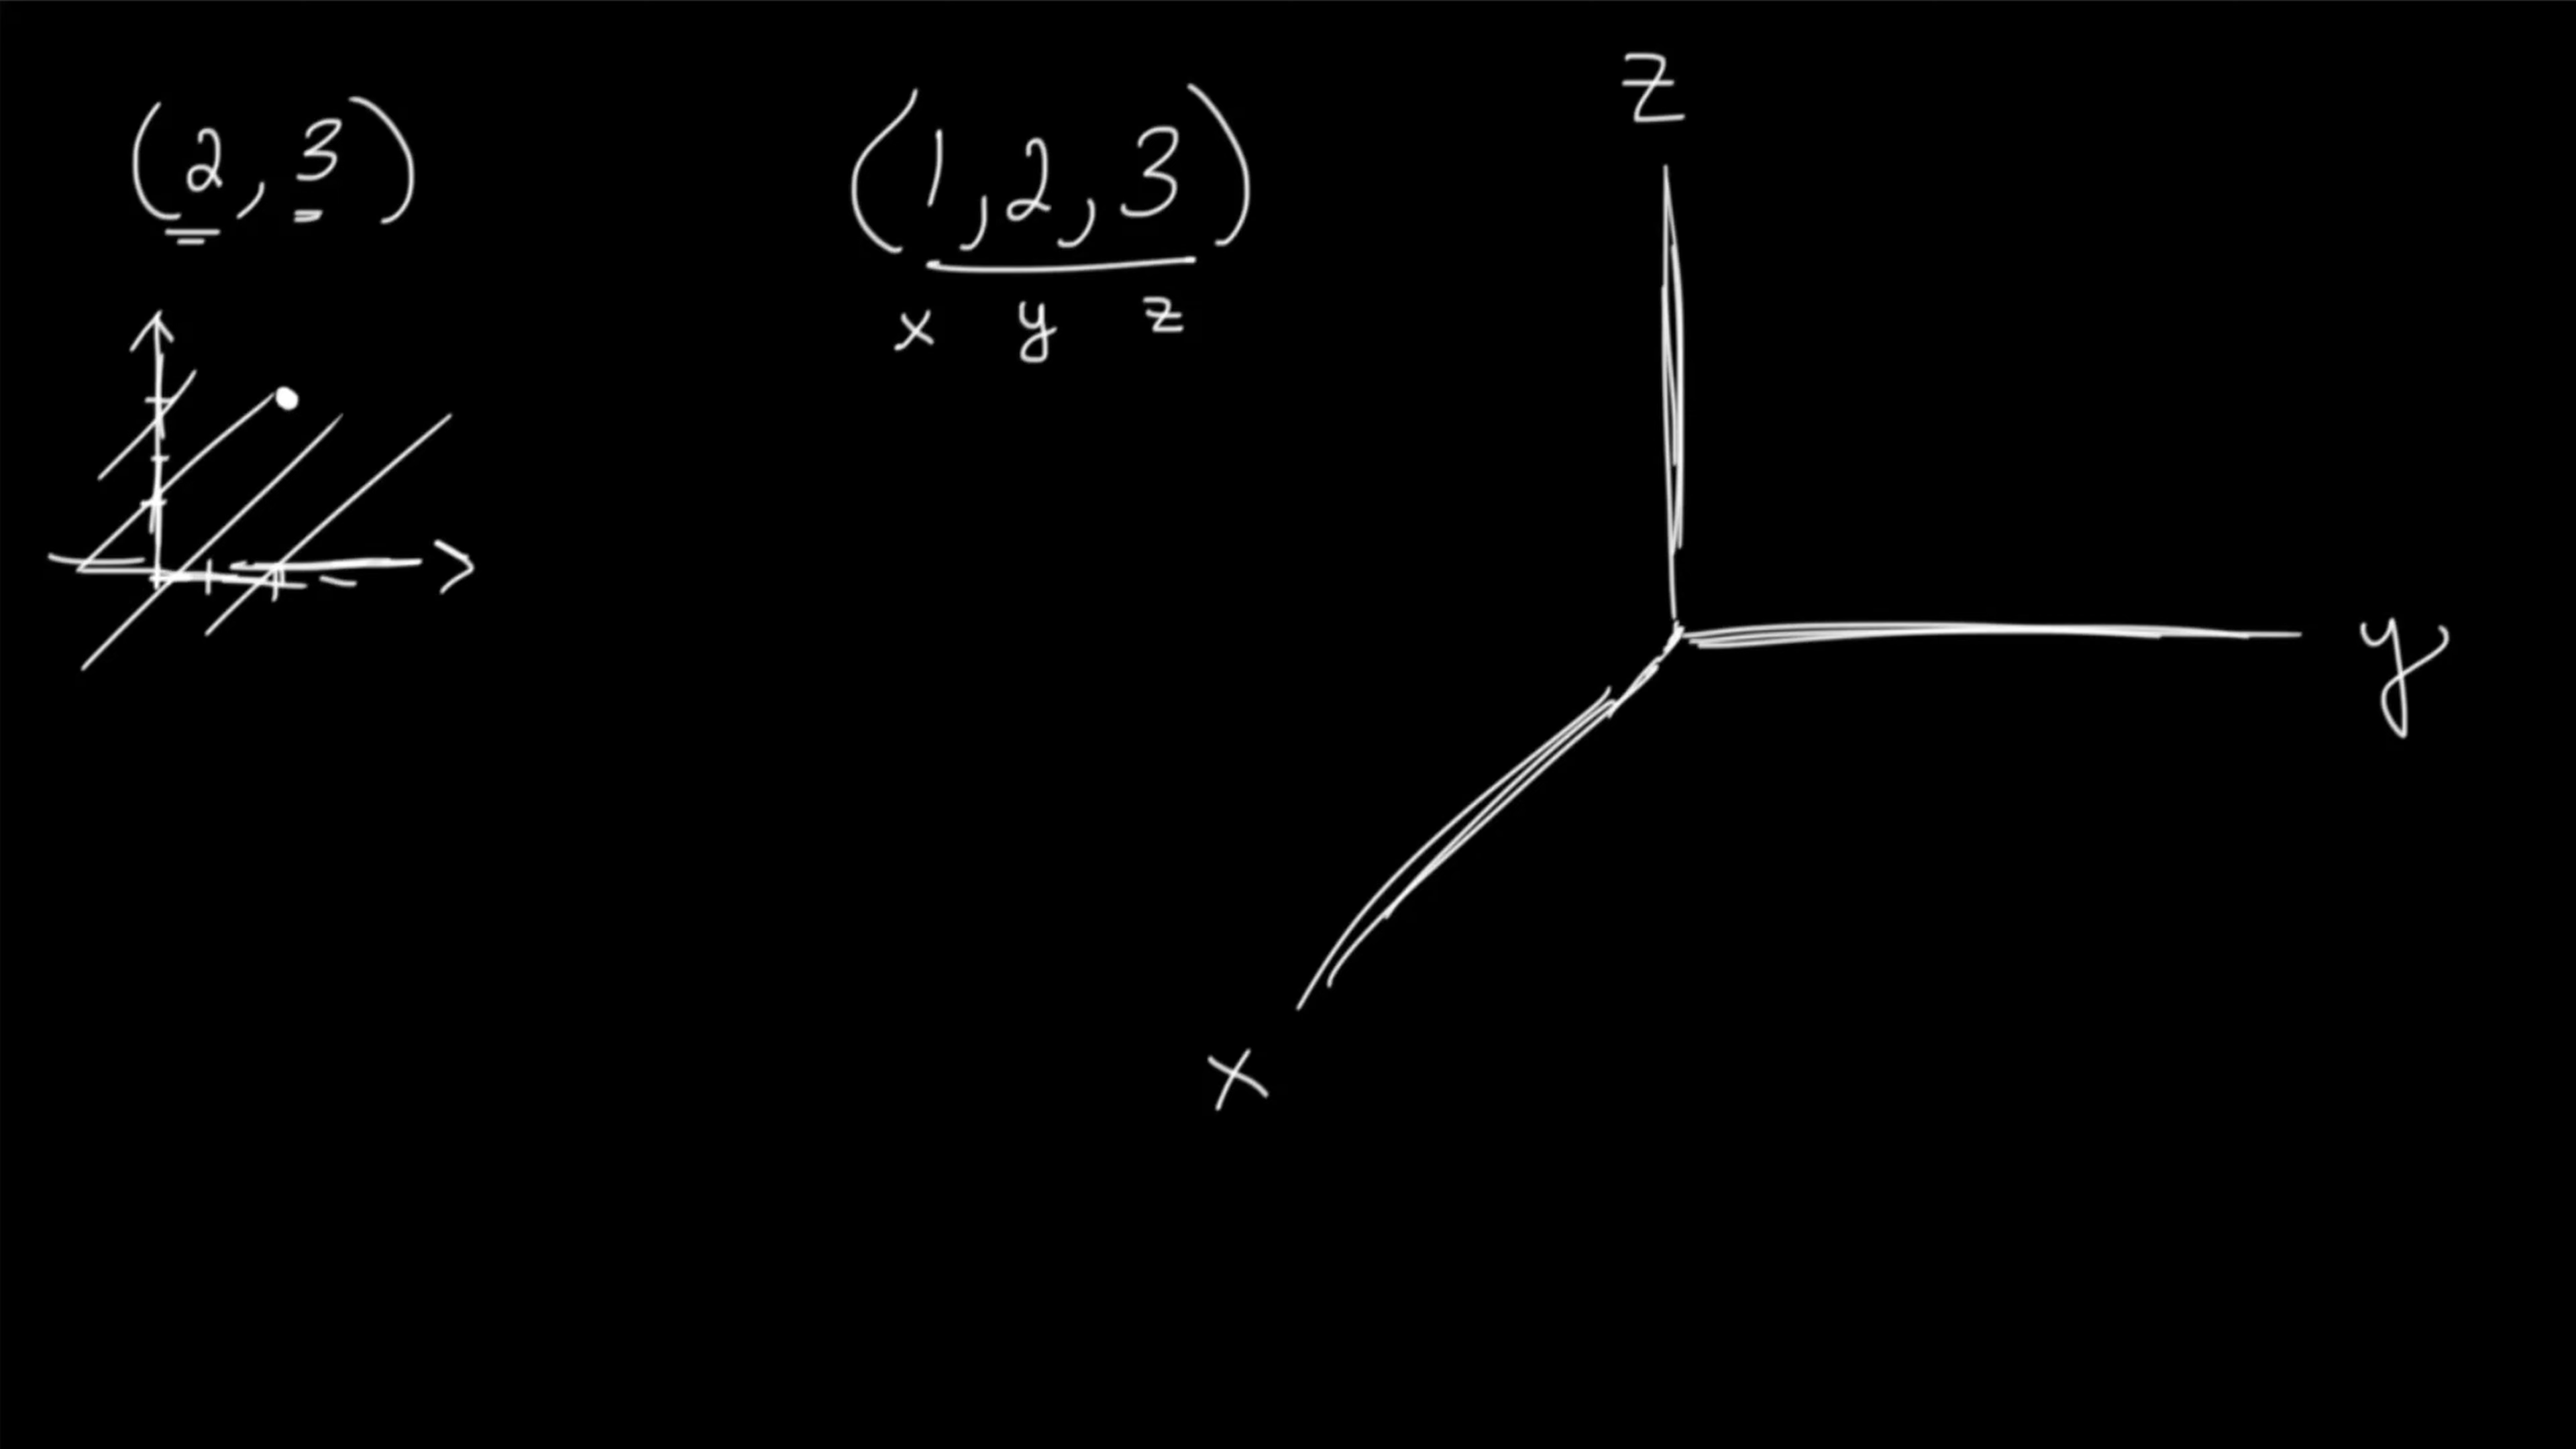 (2, 3)
(1, 2, 3)
x y z
z
y
x